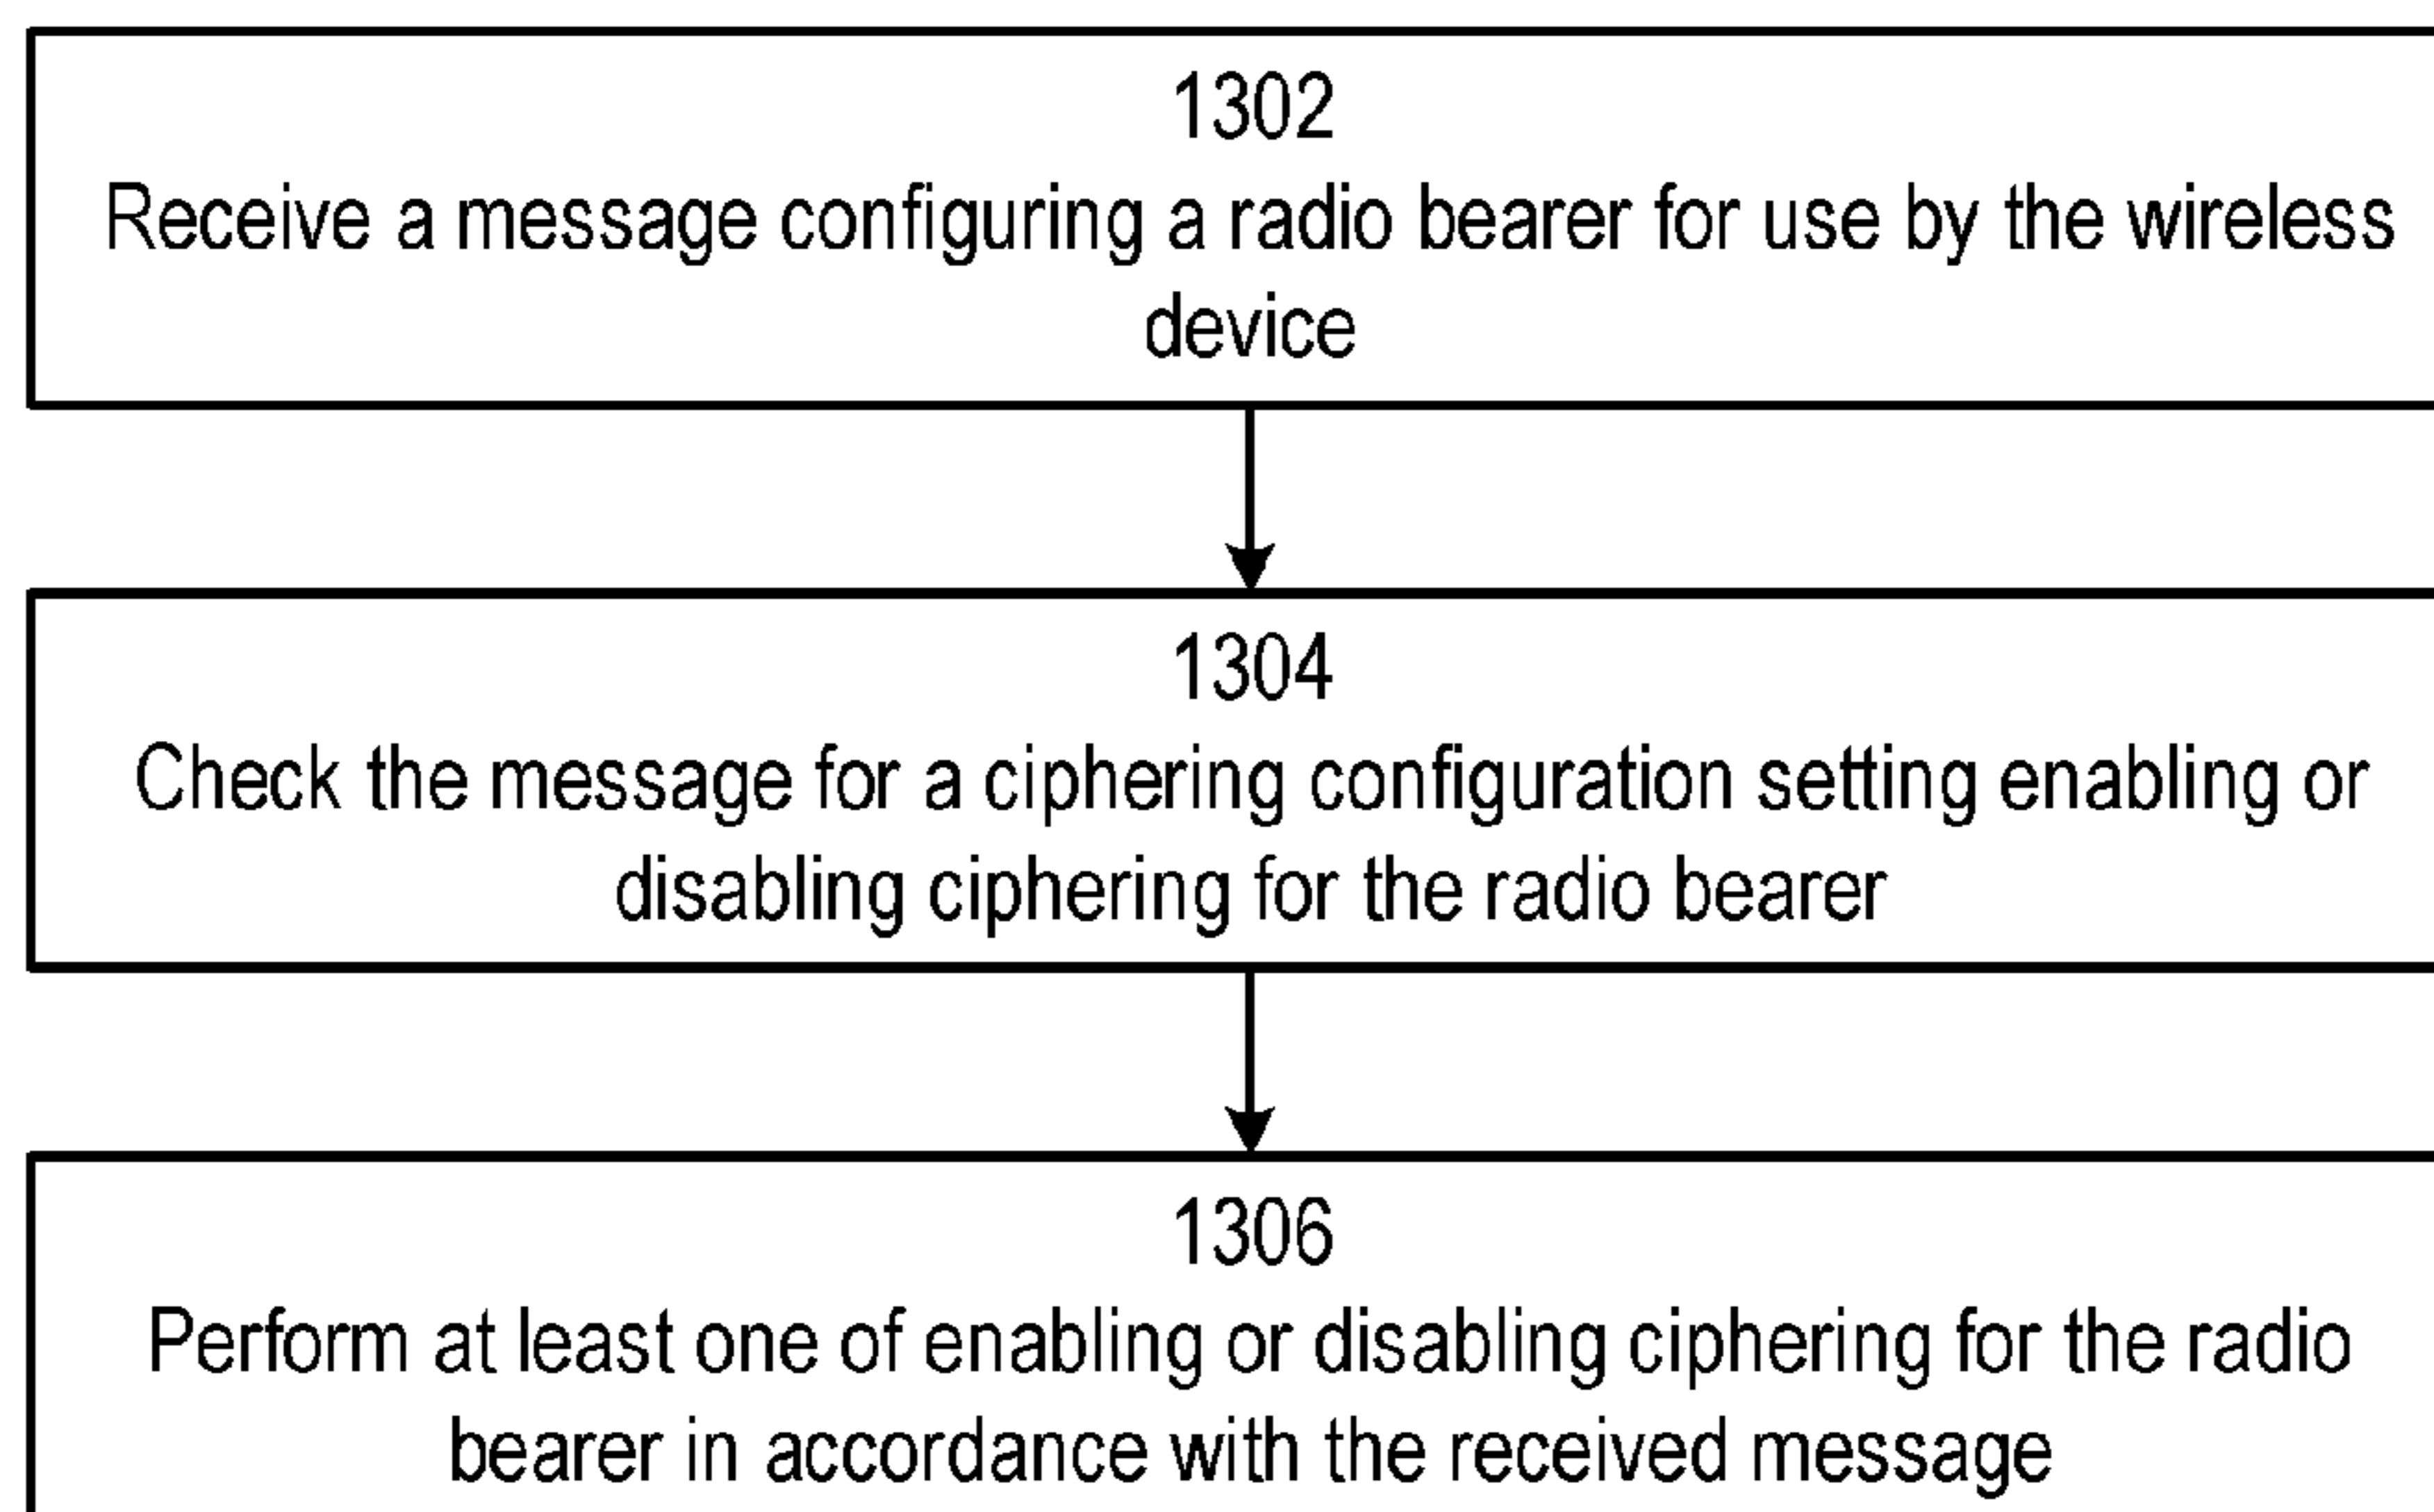 1302
Receive a message configuring a radio bearer for use by the wireless
device
1304
Check the message for a ciphering configuration setting enabling or
disabling ciphering for the radio bearer
1306
Perform at least one of enabling or disabling ciphering for the radio
bearer in accordance with the received message